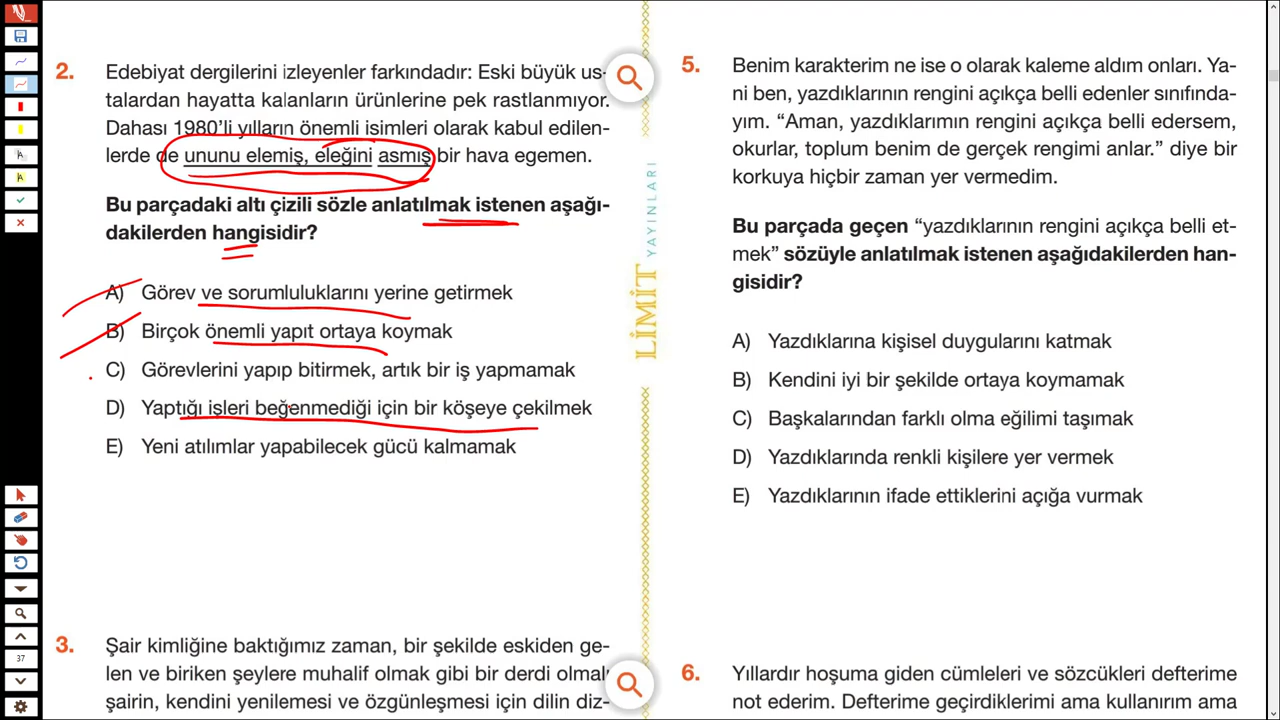 2. Edebiyat dergilerini izleyenler farkındadır: Eski büyük us-
talardan hayatta kalanların ürünlerine pek rastlanmıyor.
Dahası 1980'li yılların önemli isimleri olarak kabul edilen-
lerde de ununu elemiş, eleğini asmış bir hava egemen.
Bu parçadaki altı çizili sözle anlatılmak istenen aşağı-
dakilerden hangisidir?
A) Görev ve sorumluluklarını yerine getirmek
B) Birçok önemli yapıt ortaya koymak
C) Görevlerini yapıp bitirmek, artık bir iş yapmamak
D) Yaptığı işleri beğenmediği için bir köşeye çekilmek
E) Yeni atılımlar yapabilecek gücü kalmamak
3. Şair kimliğine baktığımız zaman, bir şekilde eskiden ge-
len ve biriken şeylere muhalif olmak gibi bir derdi olmalı
şairin, kendini yenilemesi ve özgünleşmesi için dilin diz-
LİMİT YAYINLARI
5. Benim karakterim ne ise o olarak kaleme aldım onları. Ya-
ni ben, yazdıklarının rengini açıkça belli edenler sınıfında-
yım. “Aman, yazdıklarımın rengini açıkça belli edersem,
okurlar, toplum benim de gerçek rengimi anlar.” diye bir
korkuya hiçbir zaman yer vermedim.
Bu parçada geçen “yazdıklarının rengini açıkça belli et-
mek” sözüyle anlatılmak istenen aşağıdakilerden han-
gisidir?
A) Yazdıklarına kişisel duygularını katmak
B) Kendini iyi bir şekilde ortaya koymamak
C) Başkalarından farklı olma eğilimi taşımak
D) Yazdıklarında renkli kişilere yer vermek
E) Yazdıklarının ifade ettiklerini açığa vurmak
6. Yıllardır hoşuma giden cümleleri ve sözcükleri defterime
not ederim. Defterime geçirdiklerimi ama kullanırım ama
37